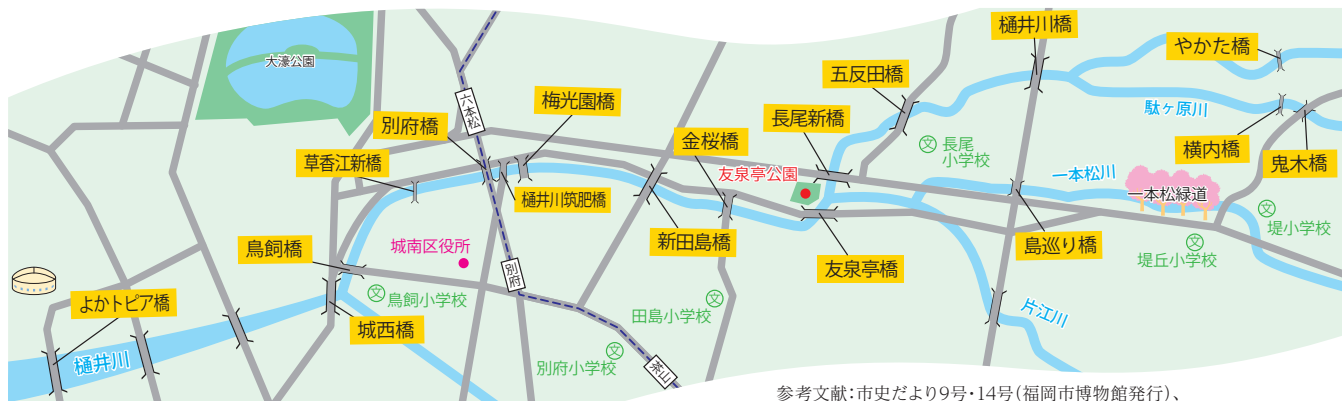 大濠公園
六本松
別府橋
梅光園橋
草香江新橋
樋井川筑肥橋
鳥飼橋
城南区役所
別府
よかトピア橋
鳥飼小学校
城西橋
樋井川
別府小学校
茶山
田島小学校
新田島橋
金桜橋
友泉亭公園
長尾新橋
五反田橋
友泉亭橋
長尾
小学校
樋井川橋
やかた橋
駄ヶ原川
横内橋
鬼木橋
一本松川
一本松緑道
島巡り橋
堤丘小学校
堤小学校
片江川
文
文
文
文
文
文
参考文献:市史だより9号・14号(福岡市博物館発行)、